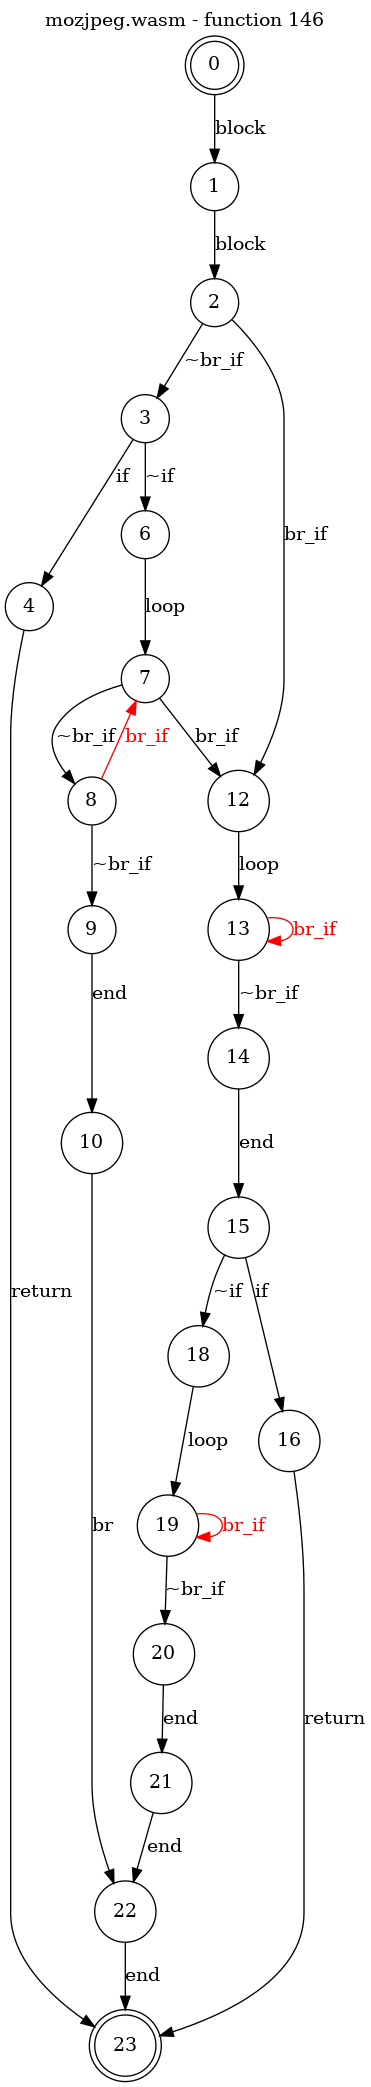 mozjpeg.wasm - function 146
0
block
1
block
2
~br_if
3
if
~if
6
br_if
4
loop
7
~br_if
br_if
br_if
8
12
~br_if
loop
9
13
br_if
end
~br_if
14
10
end
15
return
~if
if
18
16
loop
br
19
br_if
~br_if
20
end
return
21
end
22
end
23